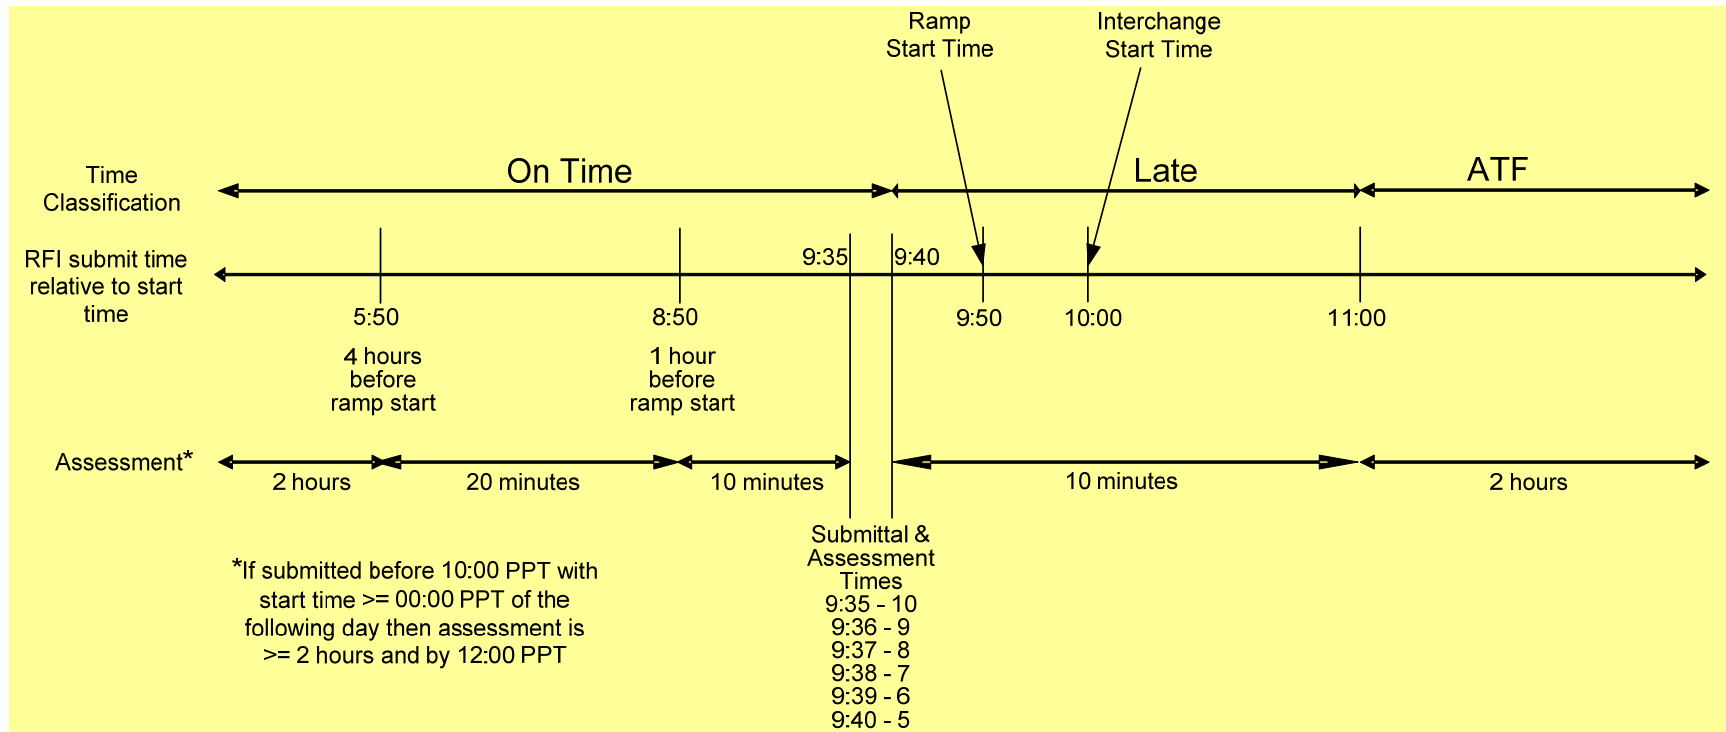 Ramp
Start Time
Interchange
Start Time
Time
Classification
On Time
Late
ATF
RFI submit time
relative to start
time
9:35
9:40
5:50
8:50
9:50
10:00
11:00
4 hours
before
ramp start
1 hour
before
ramp start
Assessment*
2 hours
20 minutes
10 minutes
10 minutes
2 hours
Submittal &
Assessment
Times
9:35 - 10
9:36 - 9
9:37 - 8
9:38 - 7
9:39 - 6
9:40 - 5
*If submitted before 10:00 PPT with
start time >= 00:00 PPT of the
following day then assessment is
>= 2 hours and by 12:00 PPT